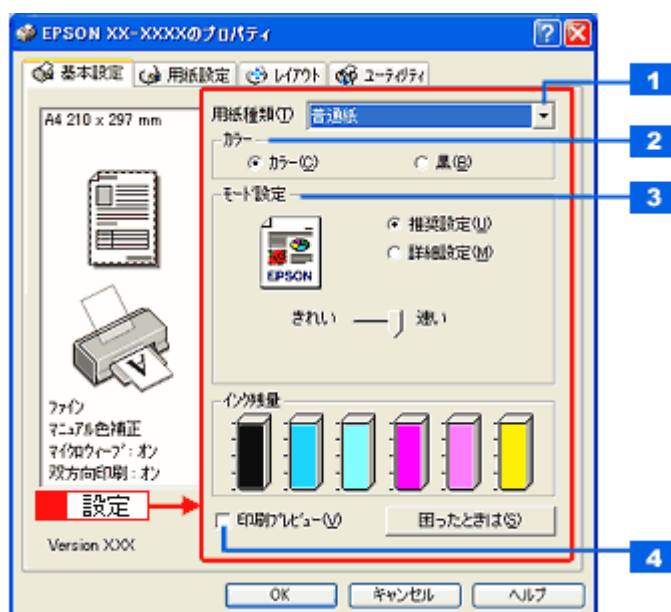 EPSON XX-XXXXのプロパティ
基本設定 用紙設定 レイアウト ユーティリティ
A4 210 x 297 mm
用紙種類(T) 普通紙
1
カラー
2
カラー(C) 黒(B)
モード設定
3
推奨設定(U)
詳細設定(M)
EPSON
きれい 速い
A
ファイン
マニュアル色補正
マイクロウィーブ：オン
双方向印刷：オン
インク残量
設定
印刷プレビュー(V) 困ったときは(S)
Version XXX
4
OK キャンセル ヘルプ